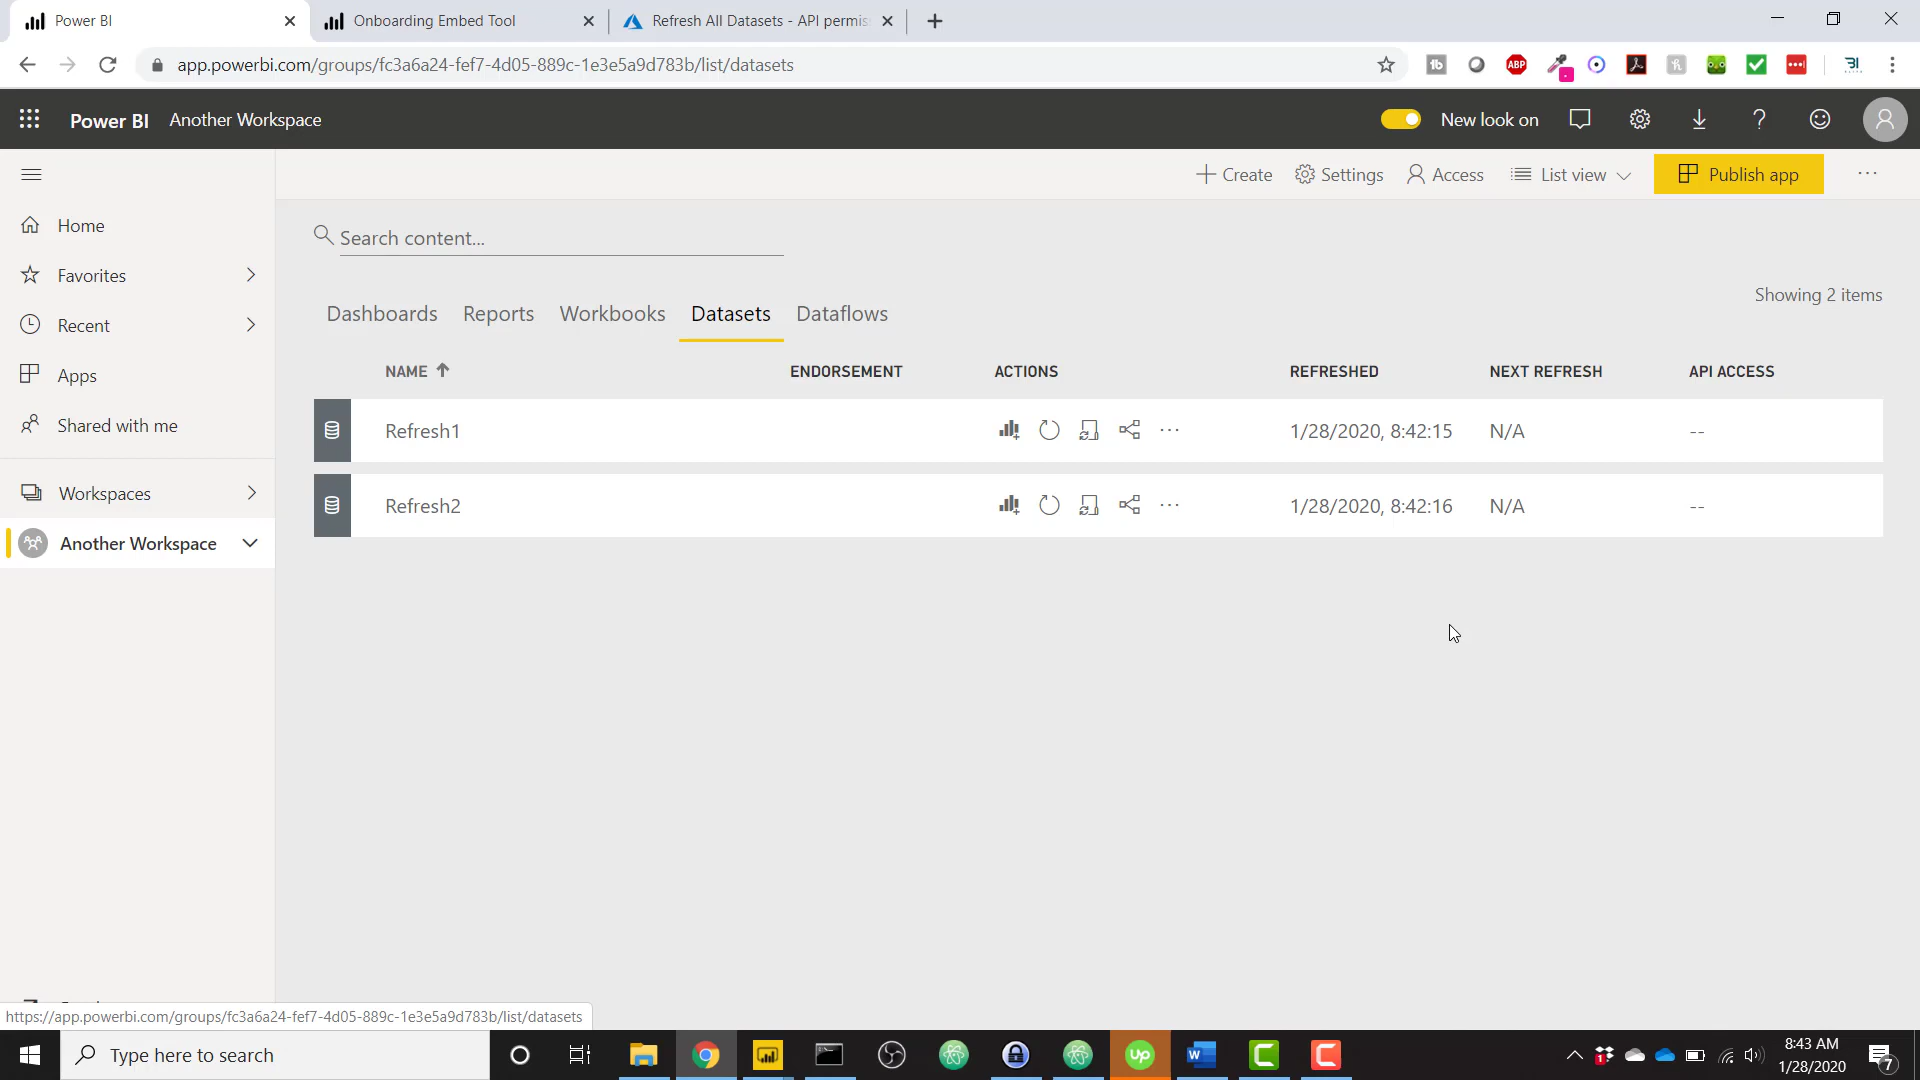 Power BI
Onboarding Embed Tool
Refresh All Datasets - API permis
app.powerbi.com/groups/fc3a6a24-fef7-4d05-889c-1e3e5a9d783b/list/datasets
Power BI Another Workspace
New look on
Create Settings Access List view Publish app
Home
Favorites
Recent
Apps
Shared with me
Workspaces
Another Workspace
Search content...
Showing 2 items
Dashboards Reports Workbooks Datasets Dataflows
NAME ENDORSEMENT ACTIONS REFRESHED NEXT REFRESH API ACCESS
Refresh1 1/28/2020, 8:42:15 N/A --
Refresh2 1/28/2020, 8:42:16 N/A --
https://app.powerbi.com/groups/fc3a6a24-fef7-4d05-889c-1e3e5a9d783b/list/datasets
Type here to search
8:43 AM
1/28/2020
7